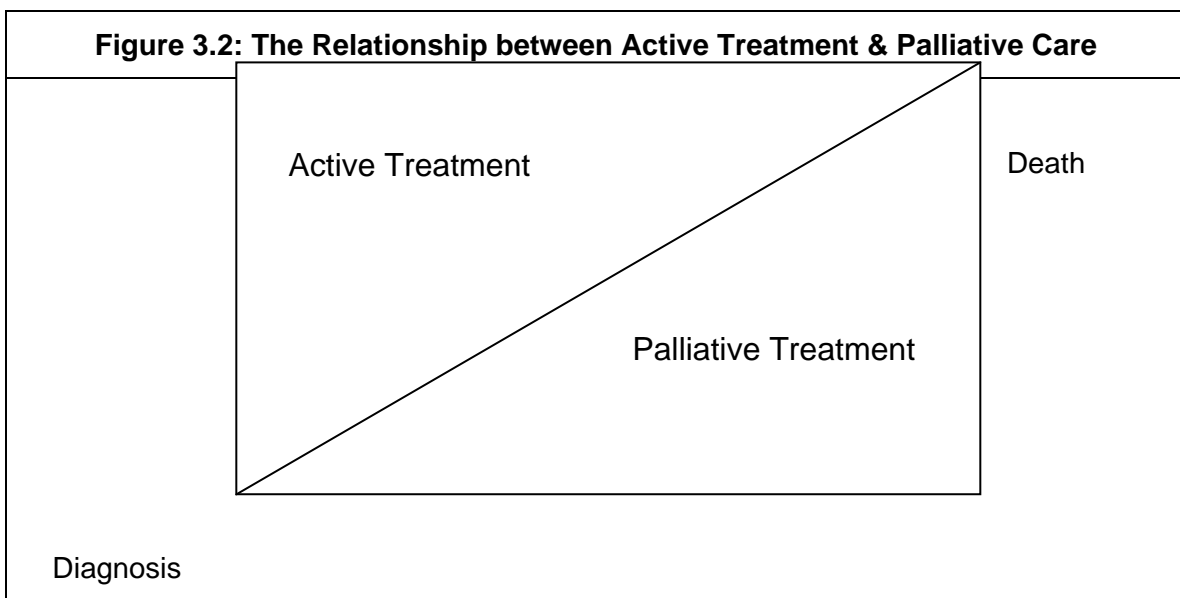 Figure 3.2: The Relationship between Active Treatment & Palliative Care
Active Treatment
Death
Palliative Treatment
Diagnosis